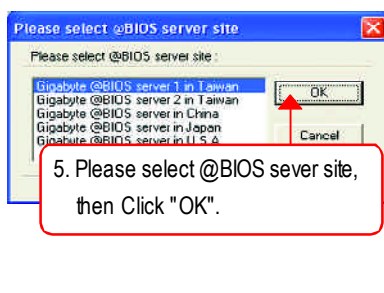 Please select @BIOS server site
Please select @BIOS server site :
Gigabyte @BIOS server 1 in Taiwan
Gigabyte @BIOS server 2 in Taiwan
Gigabyte @BIOS server in China
Gigabyte @BIOS server in Japan
Gigabyte @BIOS server in U.S.A.
OK
Cancel
5. Please select @BIOS sever site,
then Click "OK".